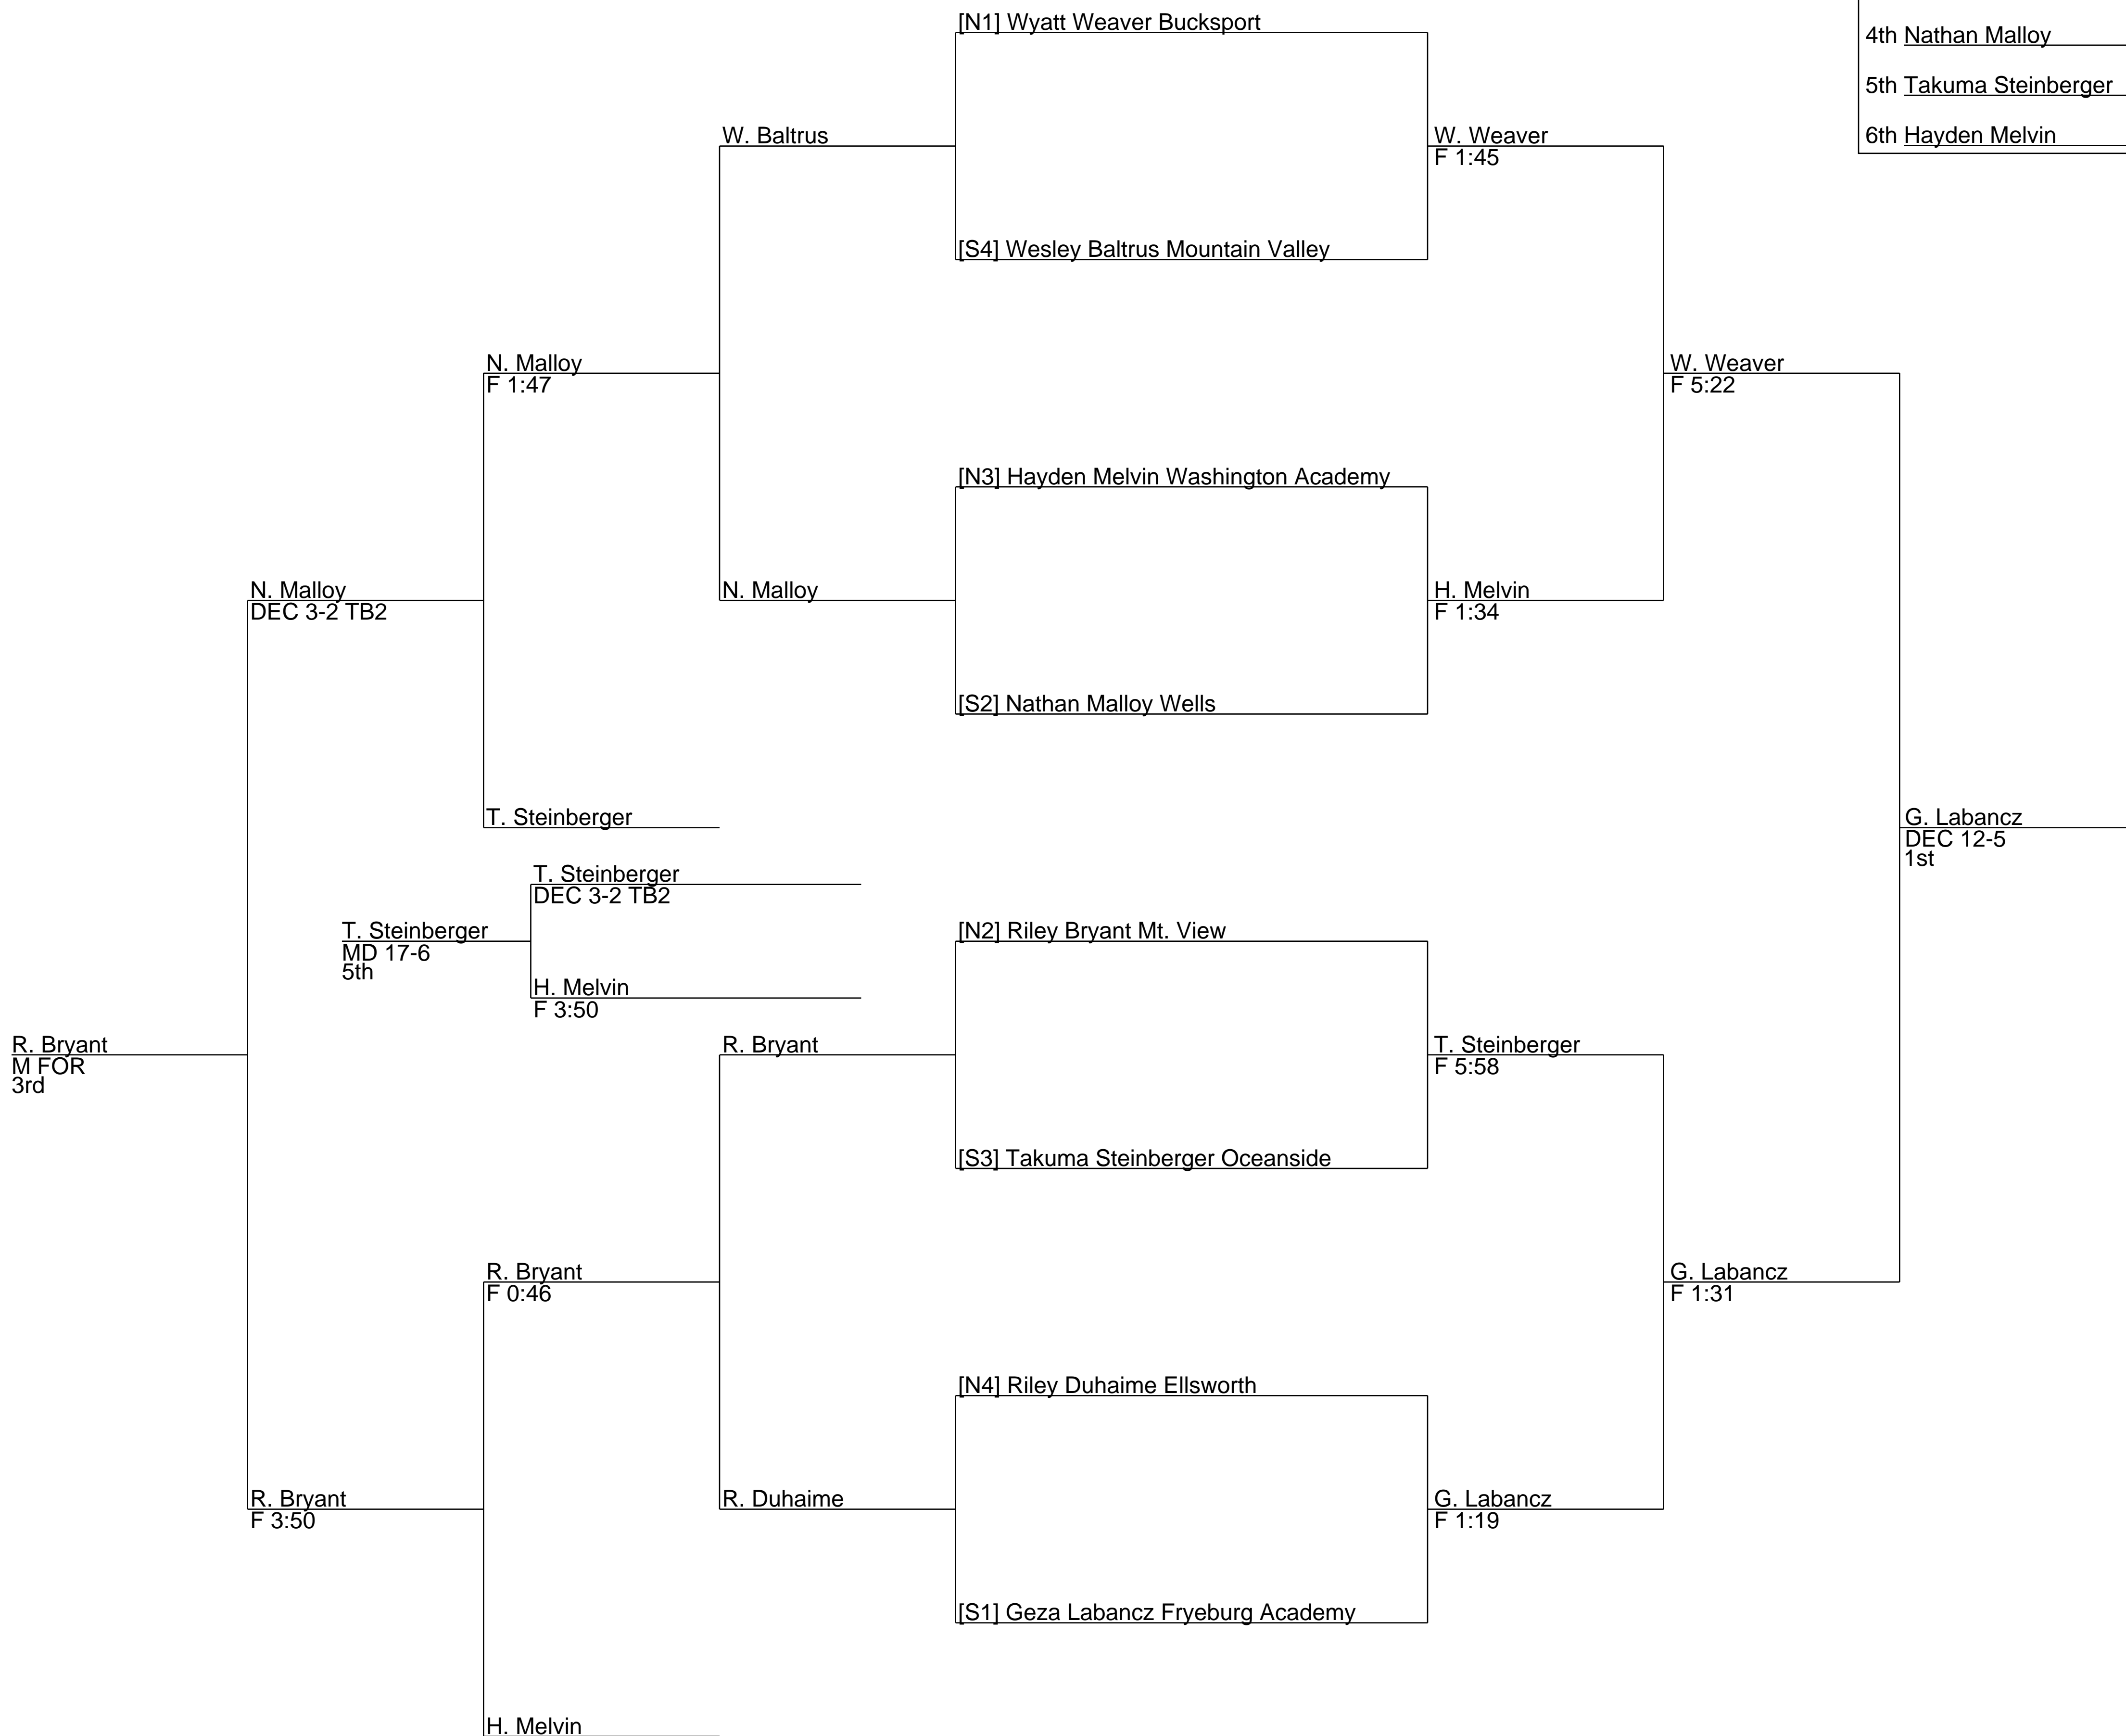 [N1] Wyatt Weaver Bucksport
4th Nathan Malloy
5th Takuma Steinberger
6th Hayden Melvin
W. Baltrus
W. Weaver
F 1:45
[S4] Wesley Baltrus Mountain Valley
N. Malloy
F 1:47
W. Weaver
F 5:22
[N3] Hayden Melvin Washington Academy
N. Malloy
DEC 3-2 TB2
N. Malloy
H. Melvin
F 1:34
[S2] Nathan Malloy Wells
T. Steinberger
G. Labancz
DEC 12-5
1st
T. Steinberger
DEC 3-2 TB2
T. Steinberger
MD 17-6
5th
[N2] Riley Bryant Mt. View
H. Melvin
F 3:50
R. Bryant
M FOR
3rd
R. Bryant
T. Steinberger
F 5:58
[S3] Takuma Steinberger Oceanside
R. Bryant
F 0:46
G. Labancz
F 1:31
[N4] Riley Duhaime Ellsworth
R. Bryant
F 3:50
R. Duhaime
G. Labancz
F 1:19
[S1] Geza Labancz Fryeburg Academy
H. Melvin